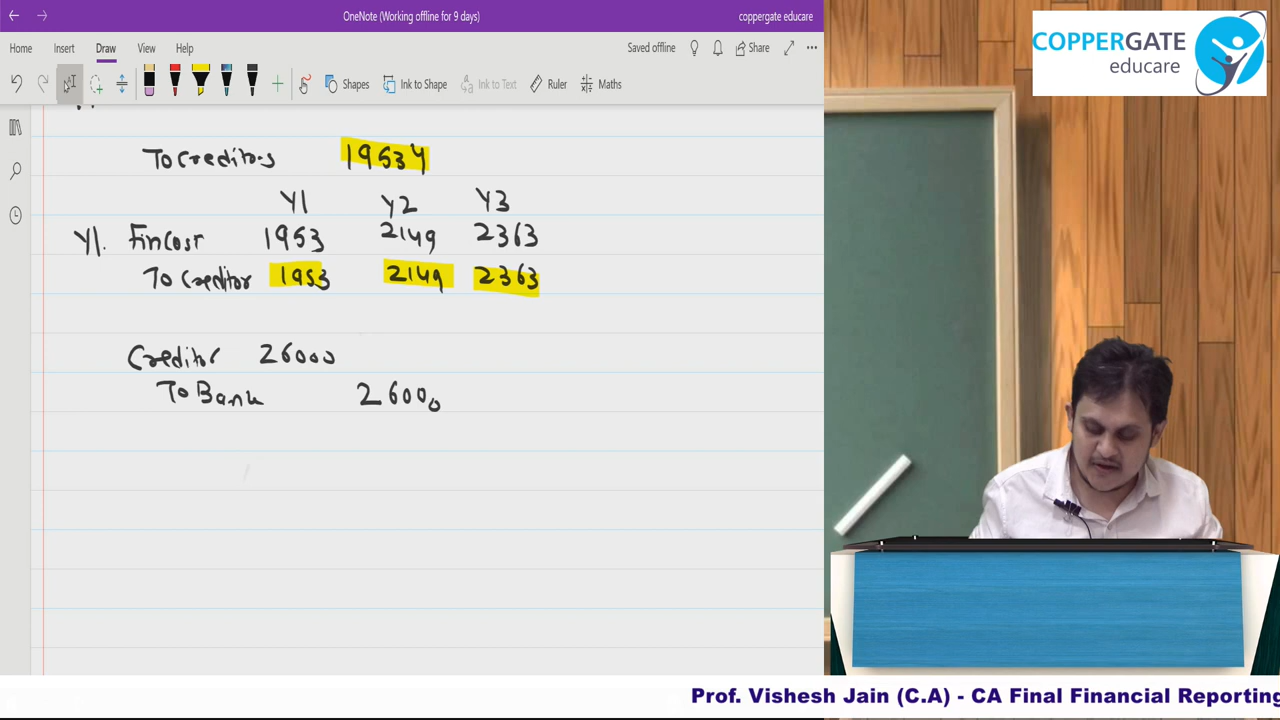 OneNote (Working offline for 9 days)
coppergate educare
Home Insert Draw View Help
Saved offline Share
Shapes Ink to Shape Ink to Text Ruler Maths
COPPERGATE
educare
To Creditors 19534
Y1 Y2 Y3
Y1. Fin Cost 1953 2149 2363
To Creditor 1953 2149 2363
Creditor 26000
To Bank 26000
Prof. Vishesh Jain (C.A) - CA Final Financial Reporting